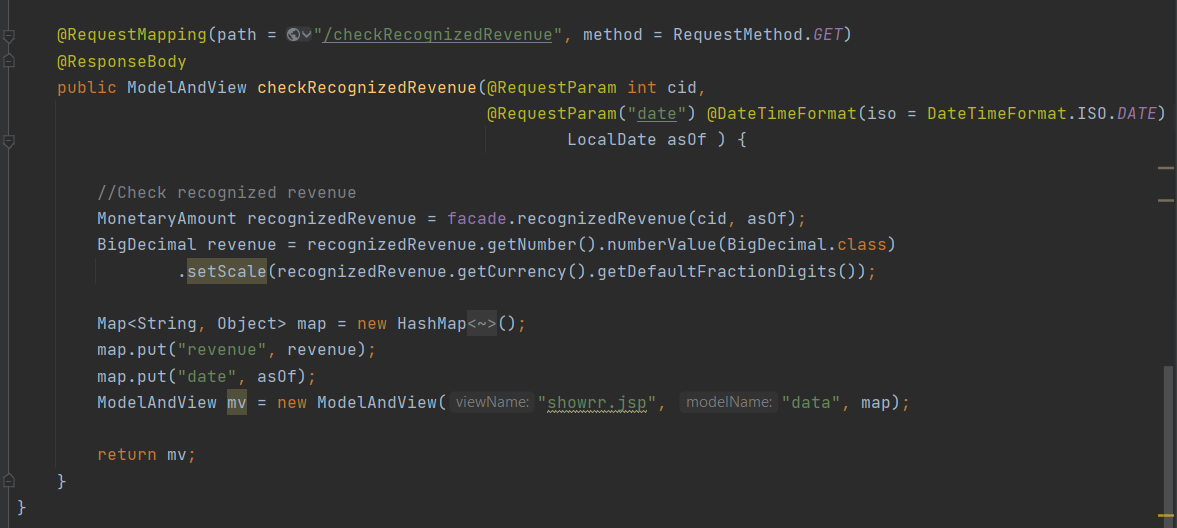 @RequestMapping(path = "/checkRecognizedRevenue", method = RequestMethod.GET)
@ResponseBody
public ModelAndView checkRecognizedRevenue(@RequestParam int cid,
@RequestParam("date") @DateTimeFormat(iso = DateTimeFormat.ISO.DATE)
LocalDate asOf ) {
//Check recognized revenue
MonetaryAmount recognizedRevenue = facade.recognizedRevenue(cid, asOf);
BigDecimal revenue = recognizedRevenue.getNumber().numberValue(BigDecimal.class)
.setScale(recognizedRevenue.getCurrency().getDefaultFractionDigits());
Map<String, Object> map = new HashMap<~>();
map.put("revenue", revenue);
map.put("date", asOf);
ModelAndView mv = new ModelAndView( viewName: "showrr.jsp", modelName: "data", map);
return mv;
}
}